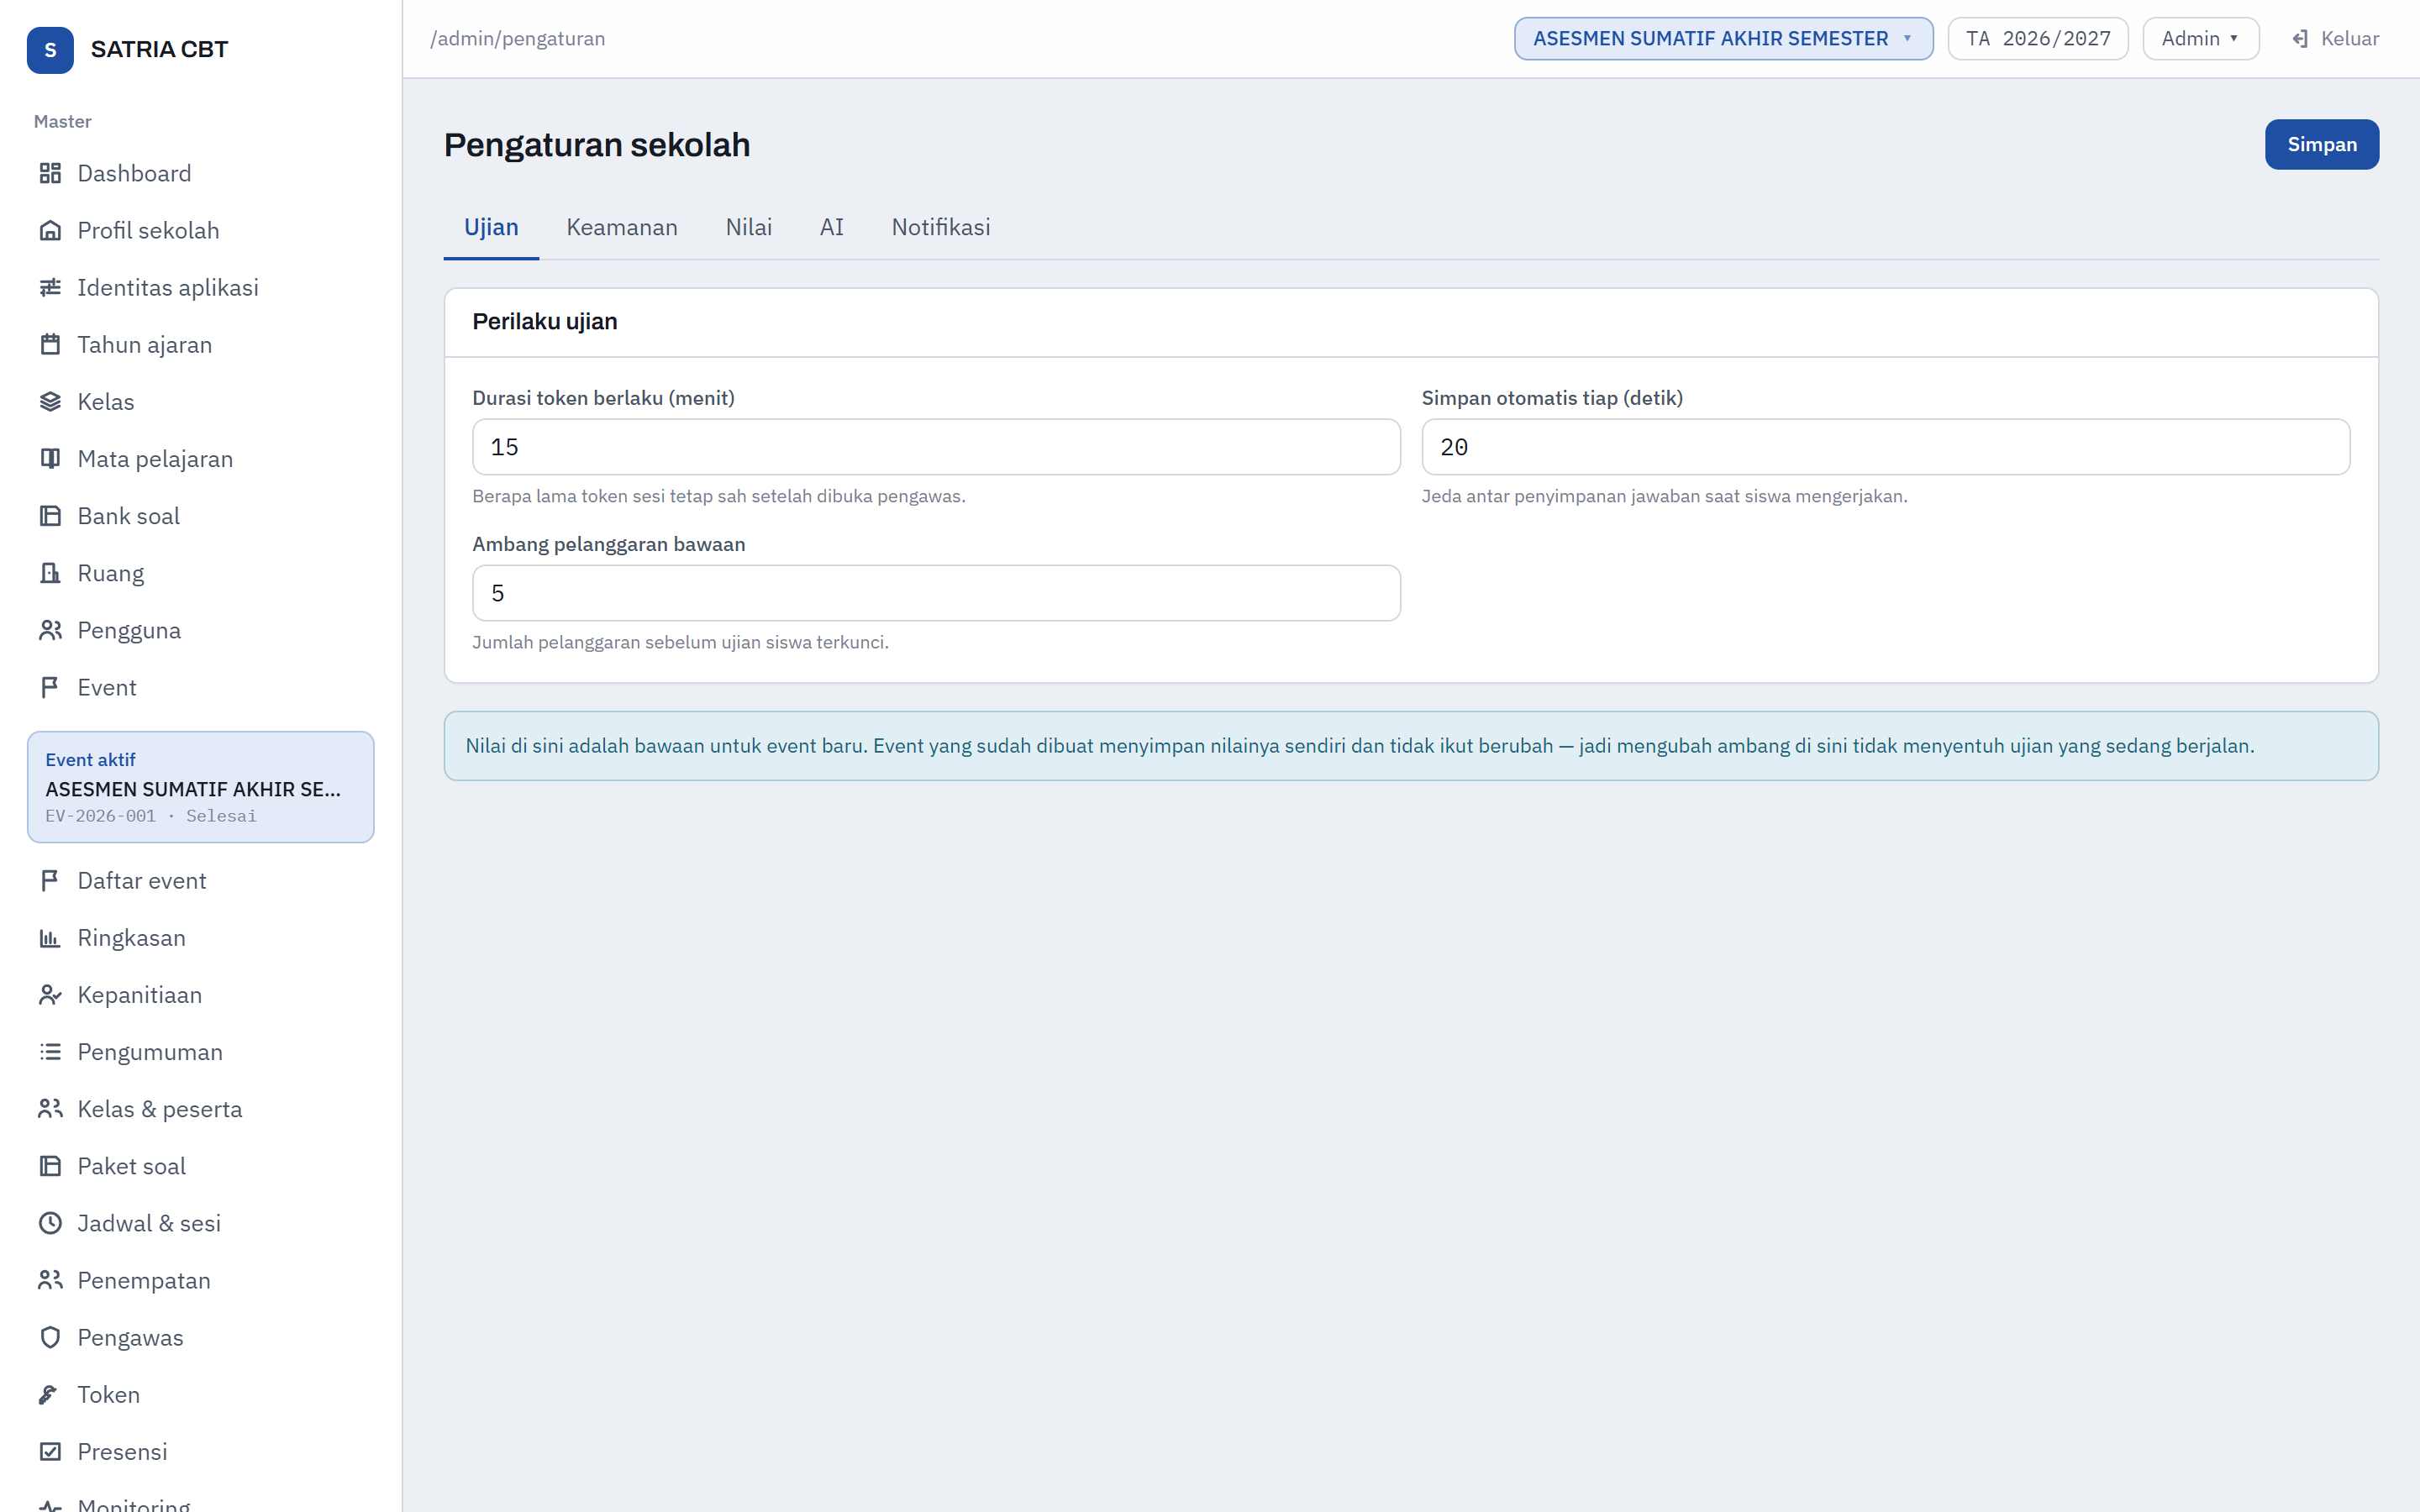 S
SATRIA CBT
Master
Dashboard
Profil sekolah
Identitas aplikasi
Tahun ajaran
Kelas
Mata pelajaran
Bank soal
Ruang
Pengguna
Event
Event aktif
ASESMEN SUMATIF AKHIR SE...
EV-2026-001 · Selesai
Daftar event
Ringkasan
Kepanitiaan
Pengumuman
Kelas & peserta
Paket soal
Jadwal & sesi
Penempatan
Pengawas
Token
Presensi
Monitoring
/admin/pengaturan
ASESMEN SUMATIF AKHIR SEMESTER ▾
TA 2026/2027
Admin ▾
Keluar
Pengaturan sekolah
Simpan
Ujian Keamanan Nilai AI Notifikasi
Perilaku ujian
Durasi token berlaku (menit)
15
Berapa lama token sesi tetap sah setelah dibuka pengawas.
Simpan otomatis tiap (detik)
20
Jeda antar penyimpanan jawaban saat siswa mengerjakan.
Ambang pelanggaran bawaan
5
Jumlah pelanggaran sebelum ujian siswa terkunci.
Nilai di sini adalah bawaan untuk event baru. Event yang sudah dibuat menyimpan nilainya sendiri dan tidak ikut berubah — jadi mengubah ambang di sini tidak menyentuh ujian yang sedang berjalan.